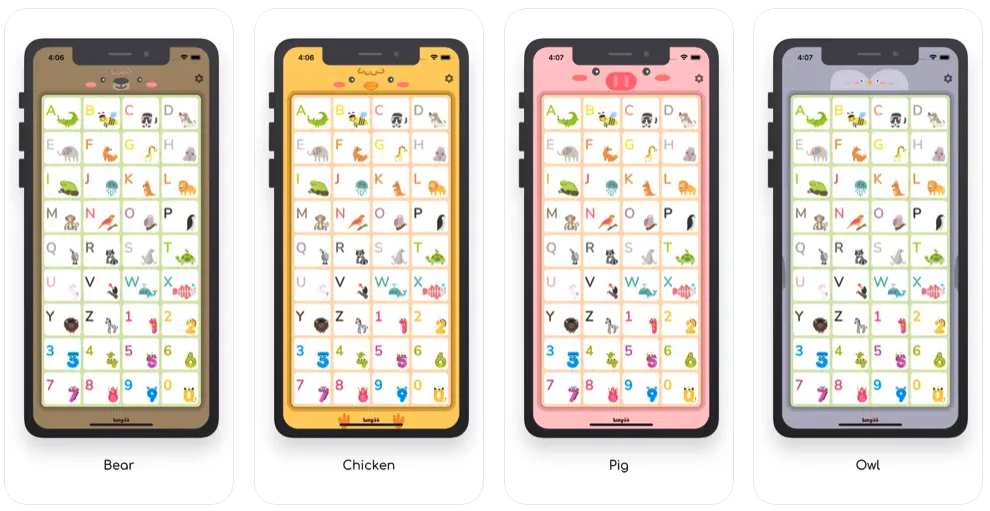 4:06
A B C D
E F G H
I J K L
M N O P
Q R S T
U V W X
Y Z 1 2
3 4 5 6
7 8 9 0
Bear
4:06
A B C D
E F G H
I J K L
M N O P
Q R S T
U V W X
Y Z 1 2
3 4 5 6
7 8 9 0
Chicken
4:07
A B C D
E F G H
I J K L
M N O P
Q R S T
U V W X
Y Z 1 2
3 4 5 6
7 8 9 0
Pig
4:07
A B C D
E F G H
I J K L
M N O P
Q R S T
U V W X
Y Z 1 2
3 4 5 6
7 8 9 0
Owl